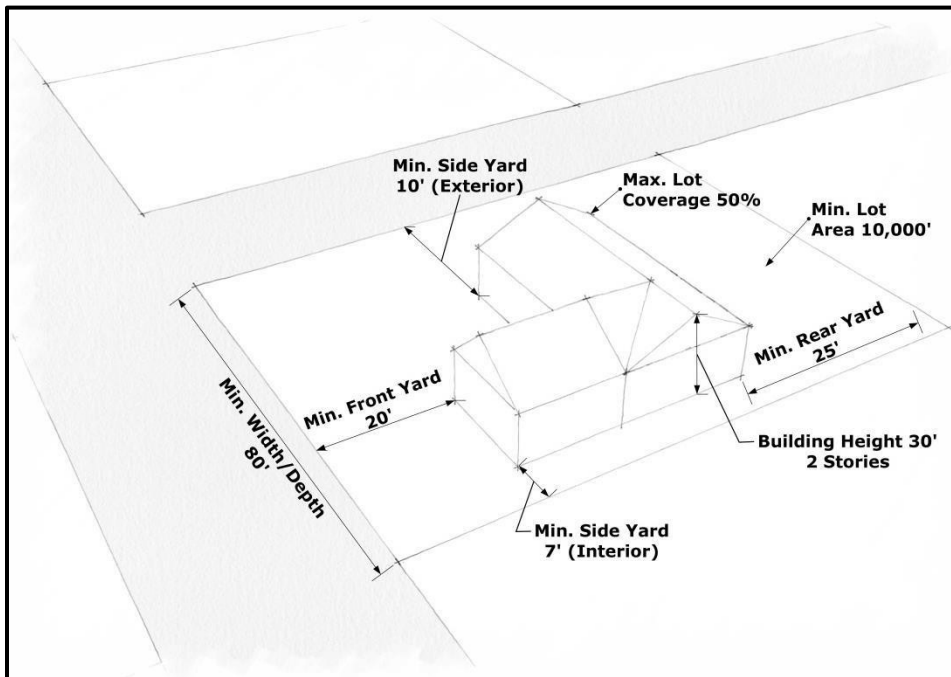 Min. Side Yard
10' (Exterior)
Max. Lot
Coverage 50%
Min. Lot
Area 10,000'
Min. Rear Yard
25'
Min. Front Yard
20'
Min. Width/Depth
80'
Building Height 30'
2 Stories
Min. Side Yard
7' (Interior)